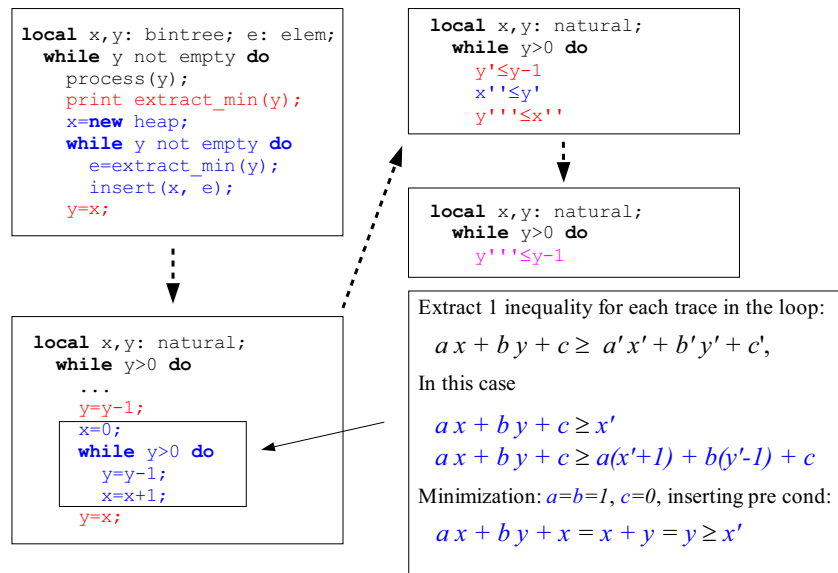 local x,y: bintree; e: elem;
while y not empty do
process(y);
print extract_min(y);
x=new heap;
while y not empty do
e=extract_min(y);
insert(x, e);
y=x;
local x,y: natural;
while y>0 do
...
y=y-1;
x=0;
while y>0 do
y=y-1;
x=x+1;
y=x;
local x,y: natural;
while y>0 do
y'≤y-1
x''≤y'
y'''≤x''
local x,y: natural;
while y>0 do
y'''≤y-1
Extract 1 inequality for each trace in the loop:
a x + b y + c ≥ a' x' + b' y' + c',
In this case
a x + b y + c ≥ x'
a x + b y + c ≥ a(x'+1) + b(y'-1) + c
Minimization: a=b=1, c=0, inserting pre cond:
a x + b y + x = x + y = y ≥ x'